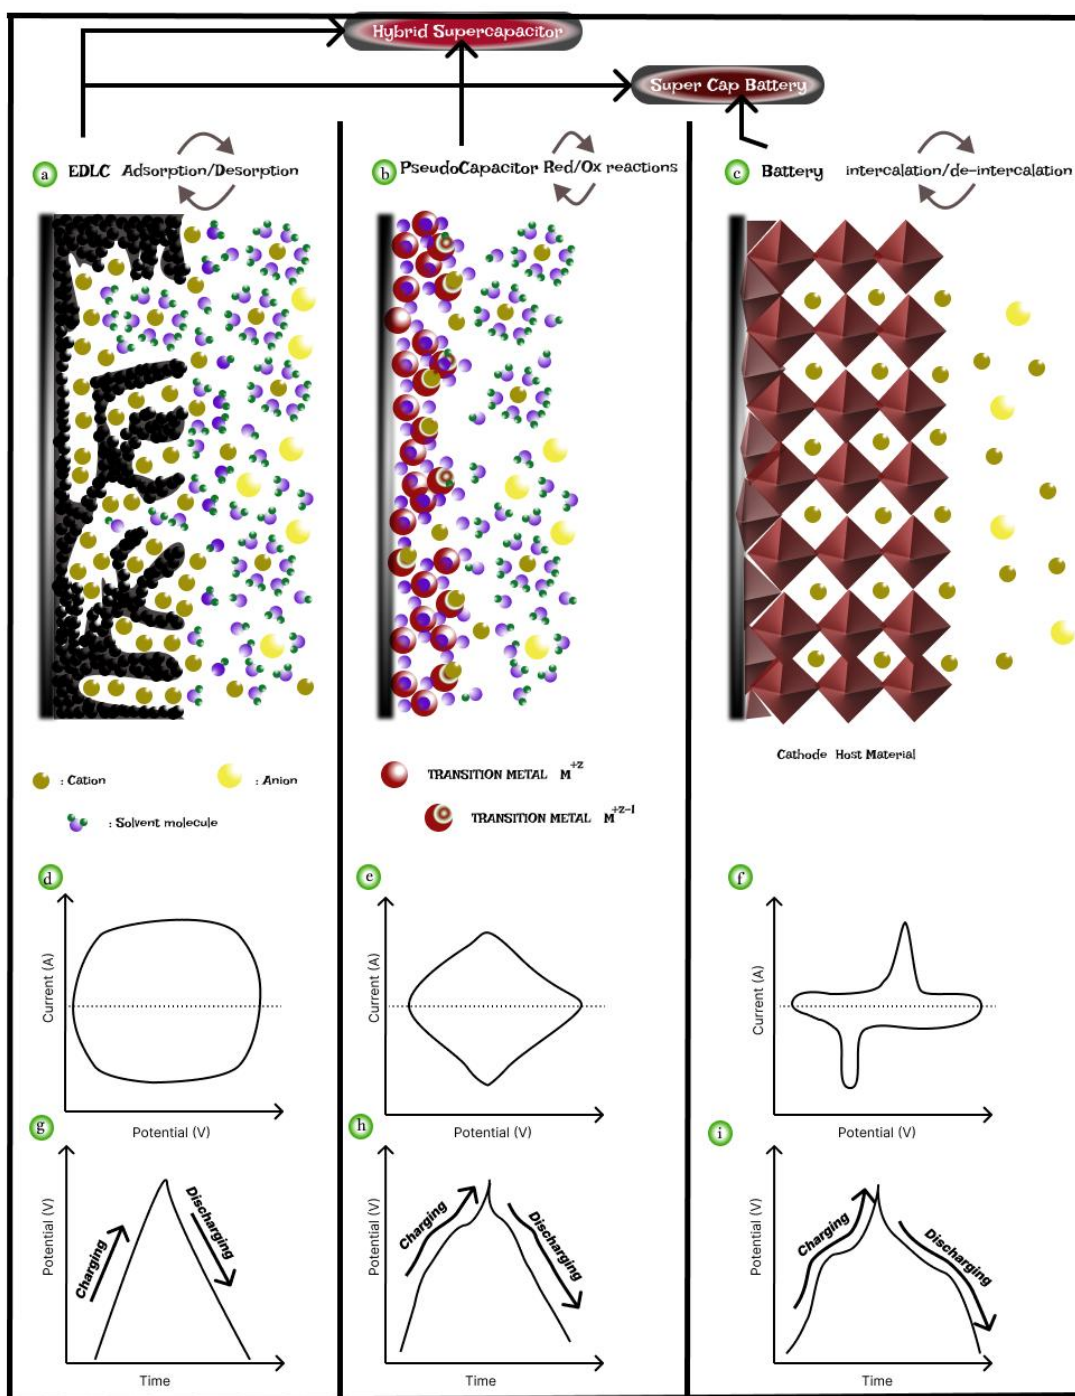 Hybrid Supercapacitor
Super Cap Battery
a EDLC Adsorption/Desorption
b PseudoCapacitor Red/Ox reactions
c Battery intercalation/de-intercalation
Cathode Host Material
: Cation
: Anion
: Solvent molecule
TRANSITION METAL M+Z
TRANSITION METAL M+Z-1
d
Current (A)
Potential (V)
e
Current (A)
Potential (V)
f
Current (A)
Potential (V)
g
Potential (V)
Charging
Discharging
Time
h
Potential (V)
Charging
Discharging
Time
i
Potential (V)
Charging
Discharging
Time